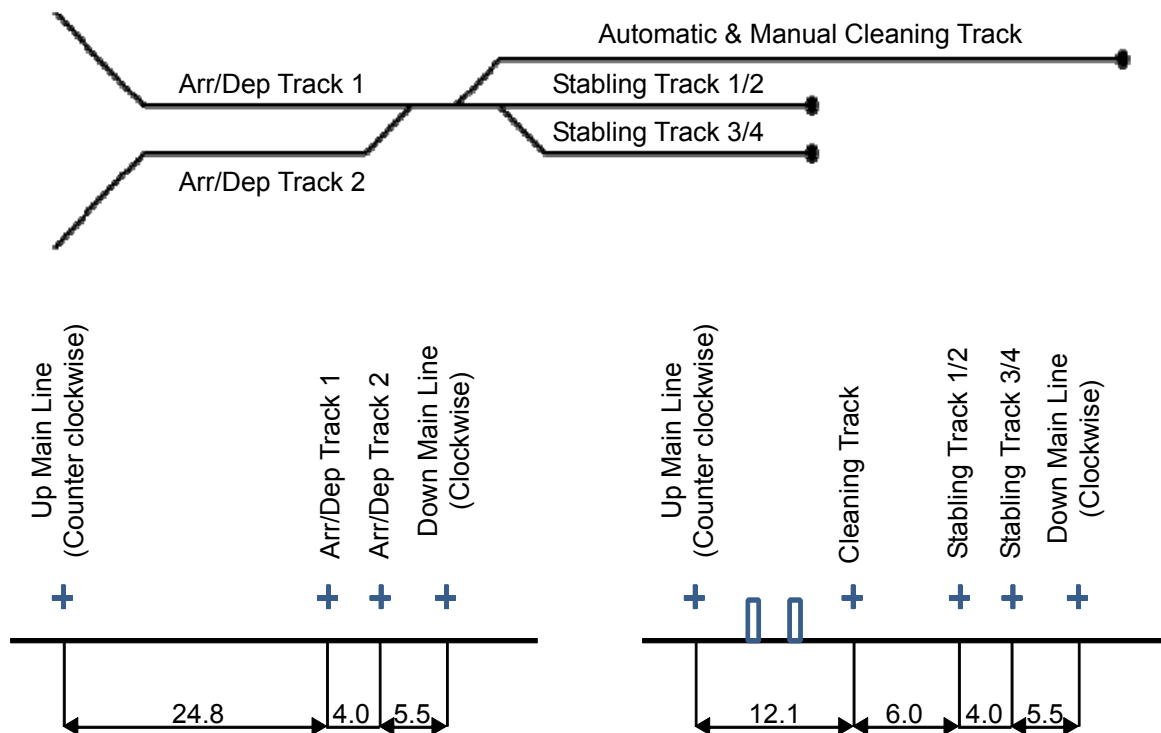 Automatic & Manual Cleaning Track
Arr/Dep Track 1
Stabling Track 1/2
Stabling Track 3/4
Arr/Dep Track 2
Up Main Line
(Counter clockwise)
Arr/Dep Track 1
Arr/Dep Track 2
Down Main Line
(Clockwise)
24.8
4.0
5.5
Up Main Line
(Counter clockwise)
Cleaning Track
Stabling Track 1/2
Stabling Track 3/4
Down Main Line
(Clockwise)
12.1
6.0
4.0
5.5